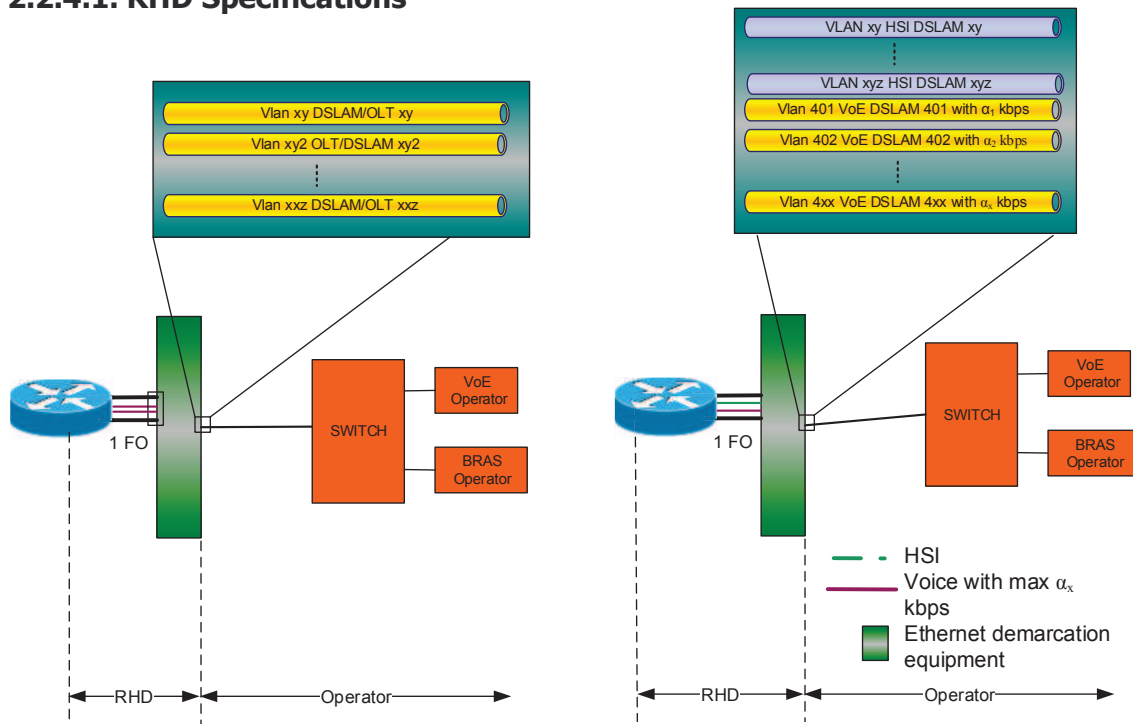 2.2.4.1. RHD Specifications
Vlan xy DSLAM/OLT xy
Vlan xy2 OLT/DSLAM xy2
Vlan xxz DSLAM/OLT xxz
1 FO
SWITCH
VoE
Operator
BRAS
Operator
RHD
Operator
VLAN xy HSI DSLAM xy
VLAN xyz HSI DSLAM xyz
Vlan 401 VoE DSLAM 401 with α₁ kbps
Vlan 402 VoE DSLAM 402 with α₂ kbps
Vlan 4xx VoE DSLAM 4xx with αₓ kbps
1 FO
SWITCH
VoE
Operator
BRAS
Operator
HSI
Voice with max αₓ
kbps
Ethernet demarcation
equipment
RHD
Operator